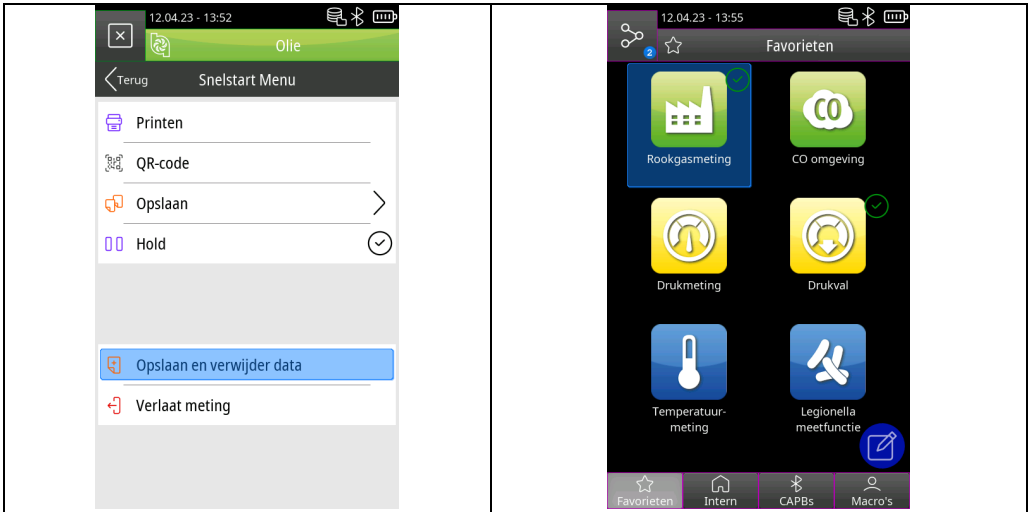 12.04.23 - 13:52
Olie
Terug
Snelstart Menu
Printen
QR-code
Opslaan
Hold
Opslaan en verwijder data
Verlaat meting
12.04.23 - 13:55
2
Favorieten
Rookgasmeting
CO
CO omgeving
Drukmeting
Drukval
Temperatuur-
meting
Legionella
meetfunctie
Favorieten
Intern
CAPBs
Macro's